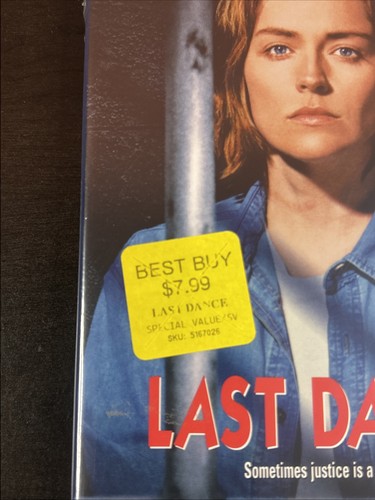 BEST BUY
$7.99
LAST DANCE
SPECIAL VALUE/SV
SKU: 5167026
LAST DA
Sometimes justice is a